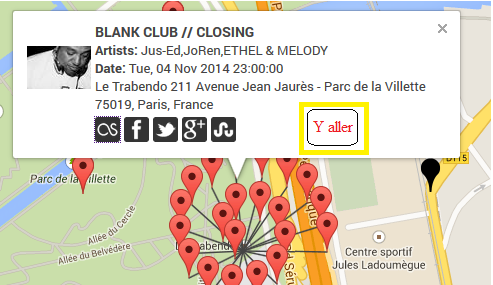 BLANK CLUB // CLOSING
Artists: Jus-Ed,JoRen,ETHEL & MELODY
Date: Tue, 04 Nov 2014 23:00:00
Le Trabendo 211 Avenue Jean Jaurès - Parc de la Villette
75019, Paris, France
Y aller
D115
Parc de la Villette
Allée du Cercle
Allée du Belvédère
Centre sportif
Jules Ladoumègue